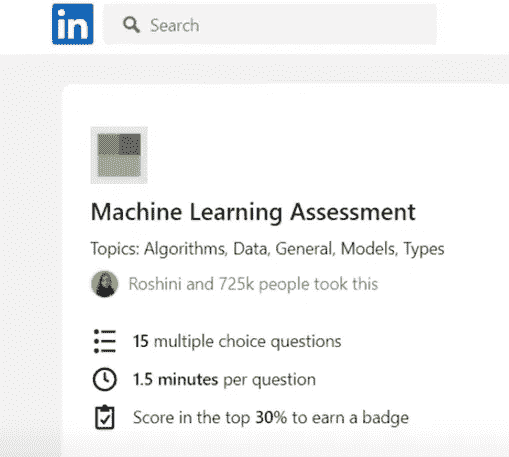 in
Search
Machine Learning Assessment
Topics: Algorithms, Data, General, Models, Types
Roshini and 725k people took this
15 multiple choice questions
1.5 minutes per question
Score in the top 30% to earn a badge